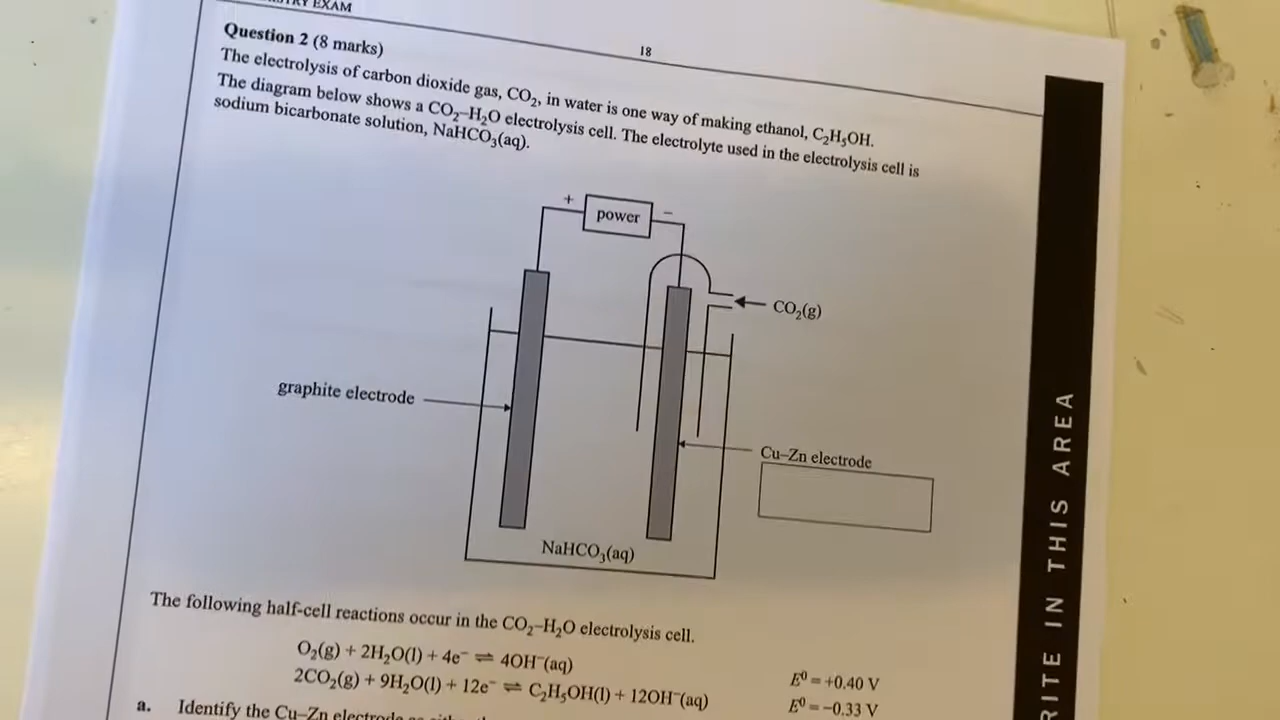 EXAM
18
Question 2 (8 marks)
The electrolysis of carbon dioxide gas, CO₂, in water is one way of making ethanol, C₂H₅OH.
The diagram below shows a CO₂–H₂O electrolysis cell. The electrolyte used in the electrolysis cell is
sodium bicarbonate solution, NaHCO₃(aq).
+ power –
CO₂(g)
graphite electrode
Cu–Zn electrode
NaHCO₃(aq)
The following half-cell reactions occur in the CO₂–H₂O electrolysis cell.
O₂(g) + 2H₂O(l) + 4e⁻ ⇌ 4OH⁻(aq) E⁰ = +0.40 V
2CO₂(g) + 9H₂O(l) + 12e⁻ ⇌ C₂H₅OH(l) + 12OH⁻(aq) E⁰ = –0.33 V
a. Identify the Cu–Zn electrode as
RITE IN THIS AREA